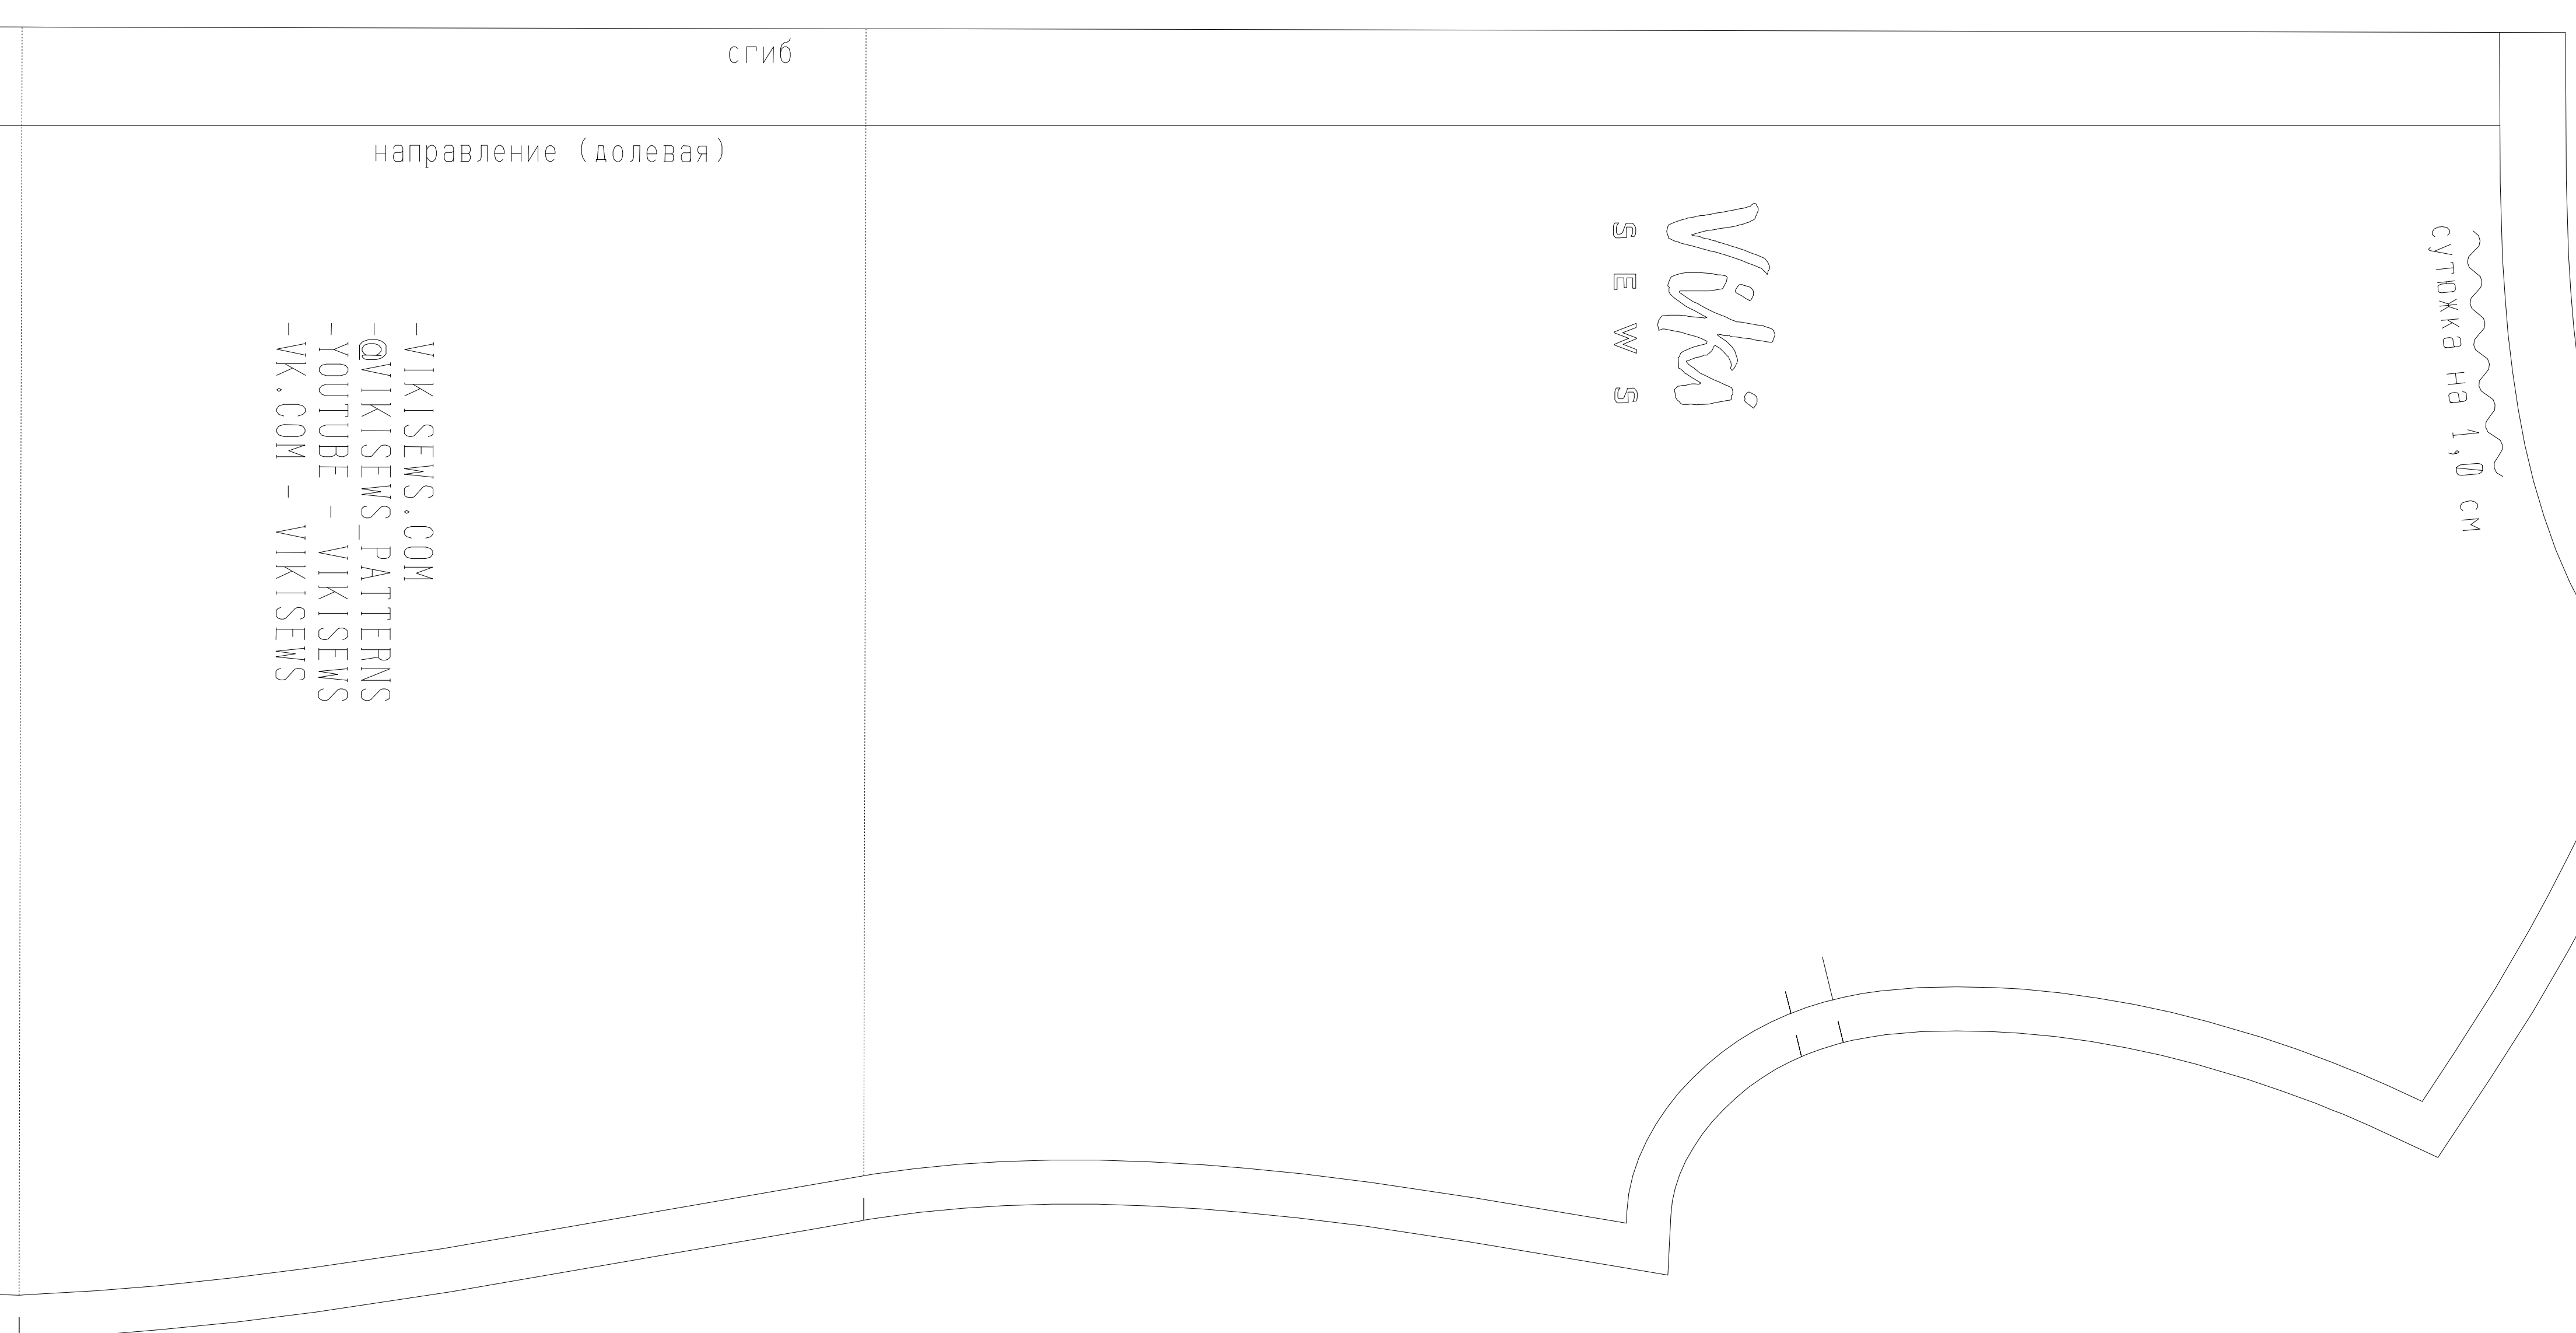 сгиб
направление (долевая)
-VIKISEWS.COM
-@VIKISEWS_PATTERNS
-YOUTUBE - VIKISEWS
-VK.COM - VIKISEWS
Viki
SEWS
сутюжка на 1,0 см